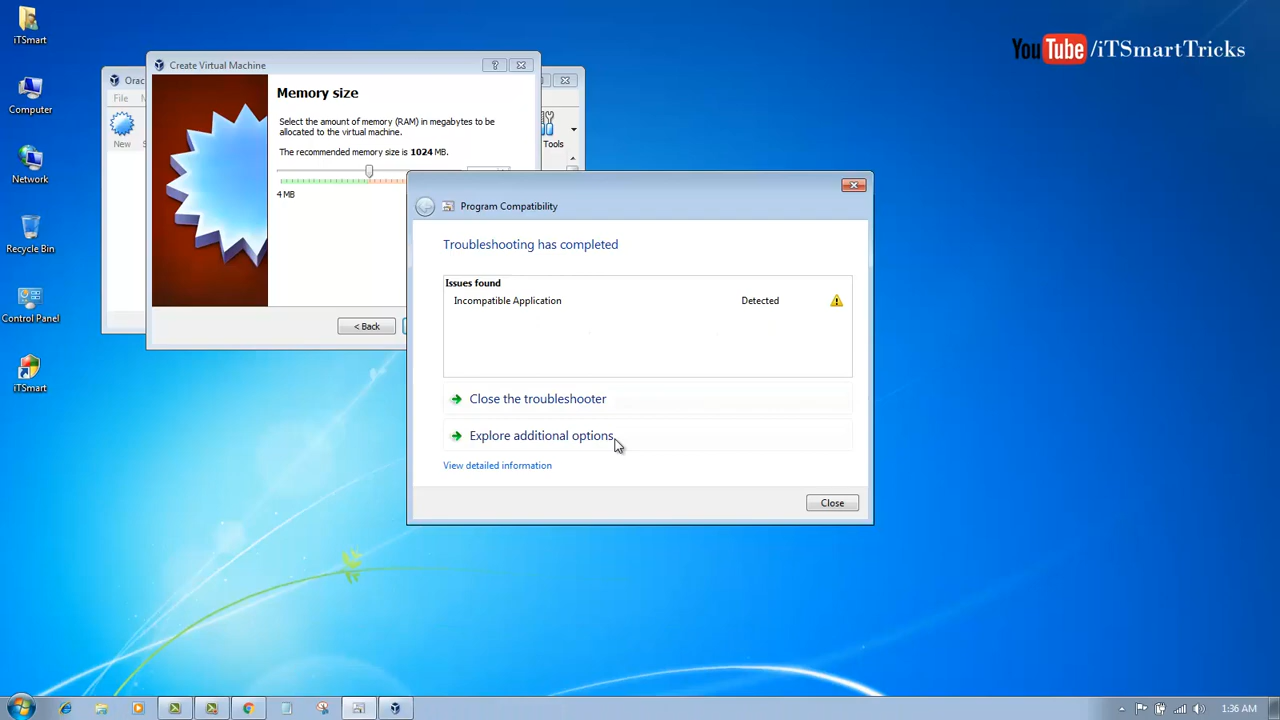 iTSmart
Computer
Network
Recycle Bin
Control Panel
iTSmart
YouTube/iTSmartTricks
Orac
File
New
Tools
Create Virtual Machine
?
Memory size
Select the amount of memory (RAM) in megabytes to be
allocated to the virtual machine.
The recommended memory size is 1024 MB.
4 MB
< Back
Program Compatibility
Troubleshooting has completed
Issues found
Incompatible Application Detected
Close the troubleshooter
Explore additional options
View detailed information
Close
1:36 AM